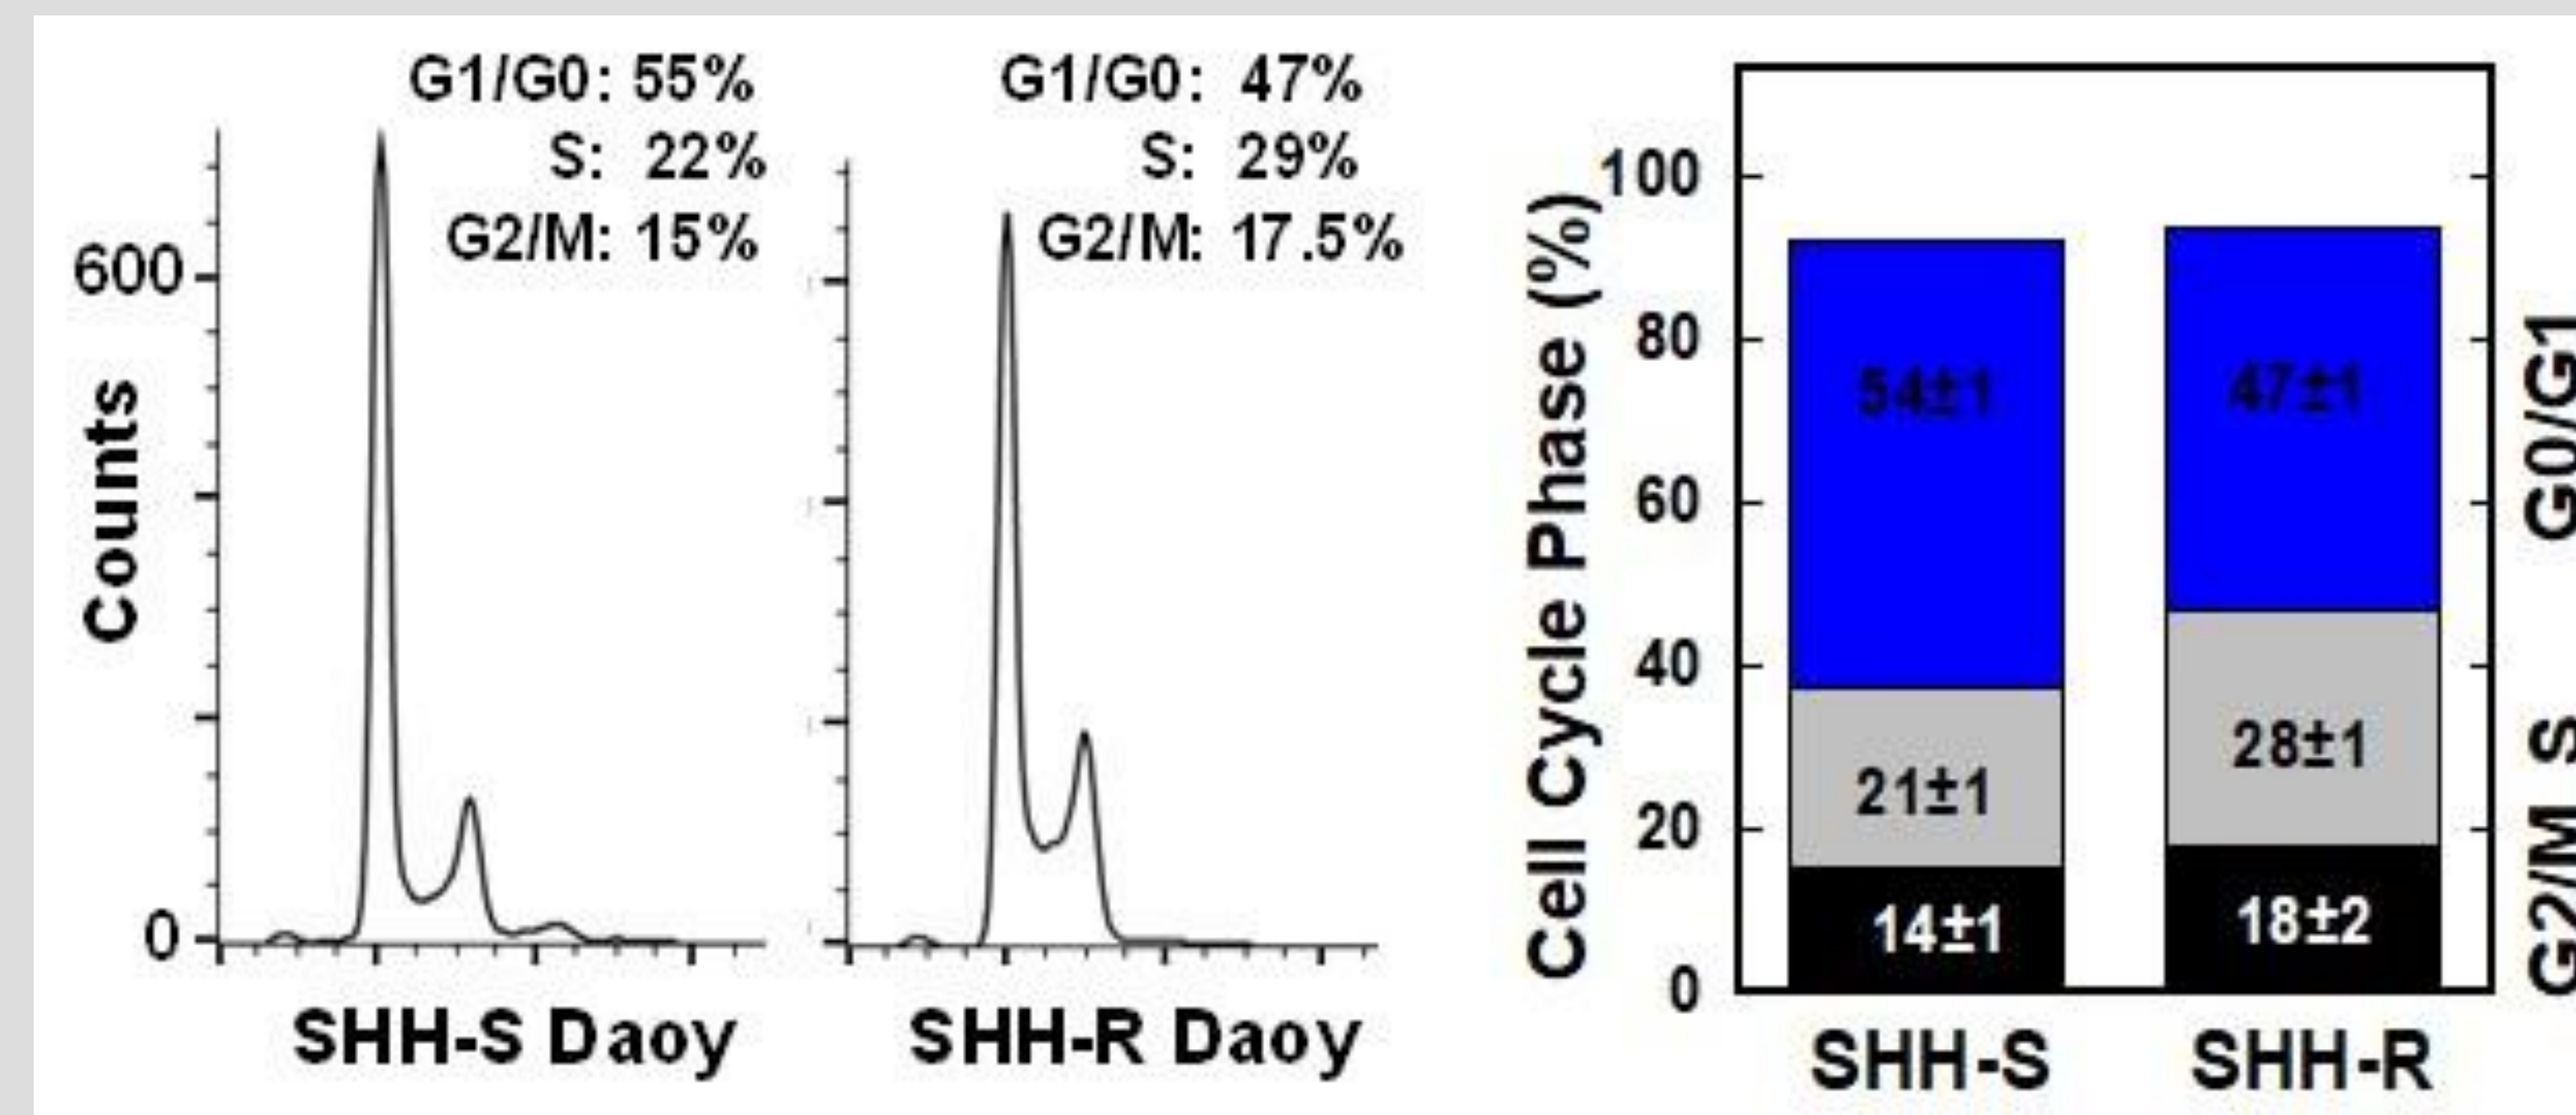 G1/G0: 55%
S: 22%
G2/M: 15%
600
Counts
0
SHH-S Daoy
G1/G0: 47%
S: 29%
G2/M: 17.5%
SHH-R Daoy
Cell Cycle Phase (%)
100
80
60
40
20
0
54±1
21±1
14±1
47±1
28±1
18±2
SHH-S
SHH-R
G0/G1
S
G2/M